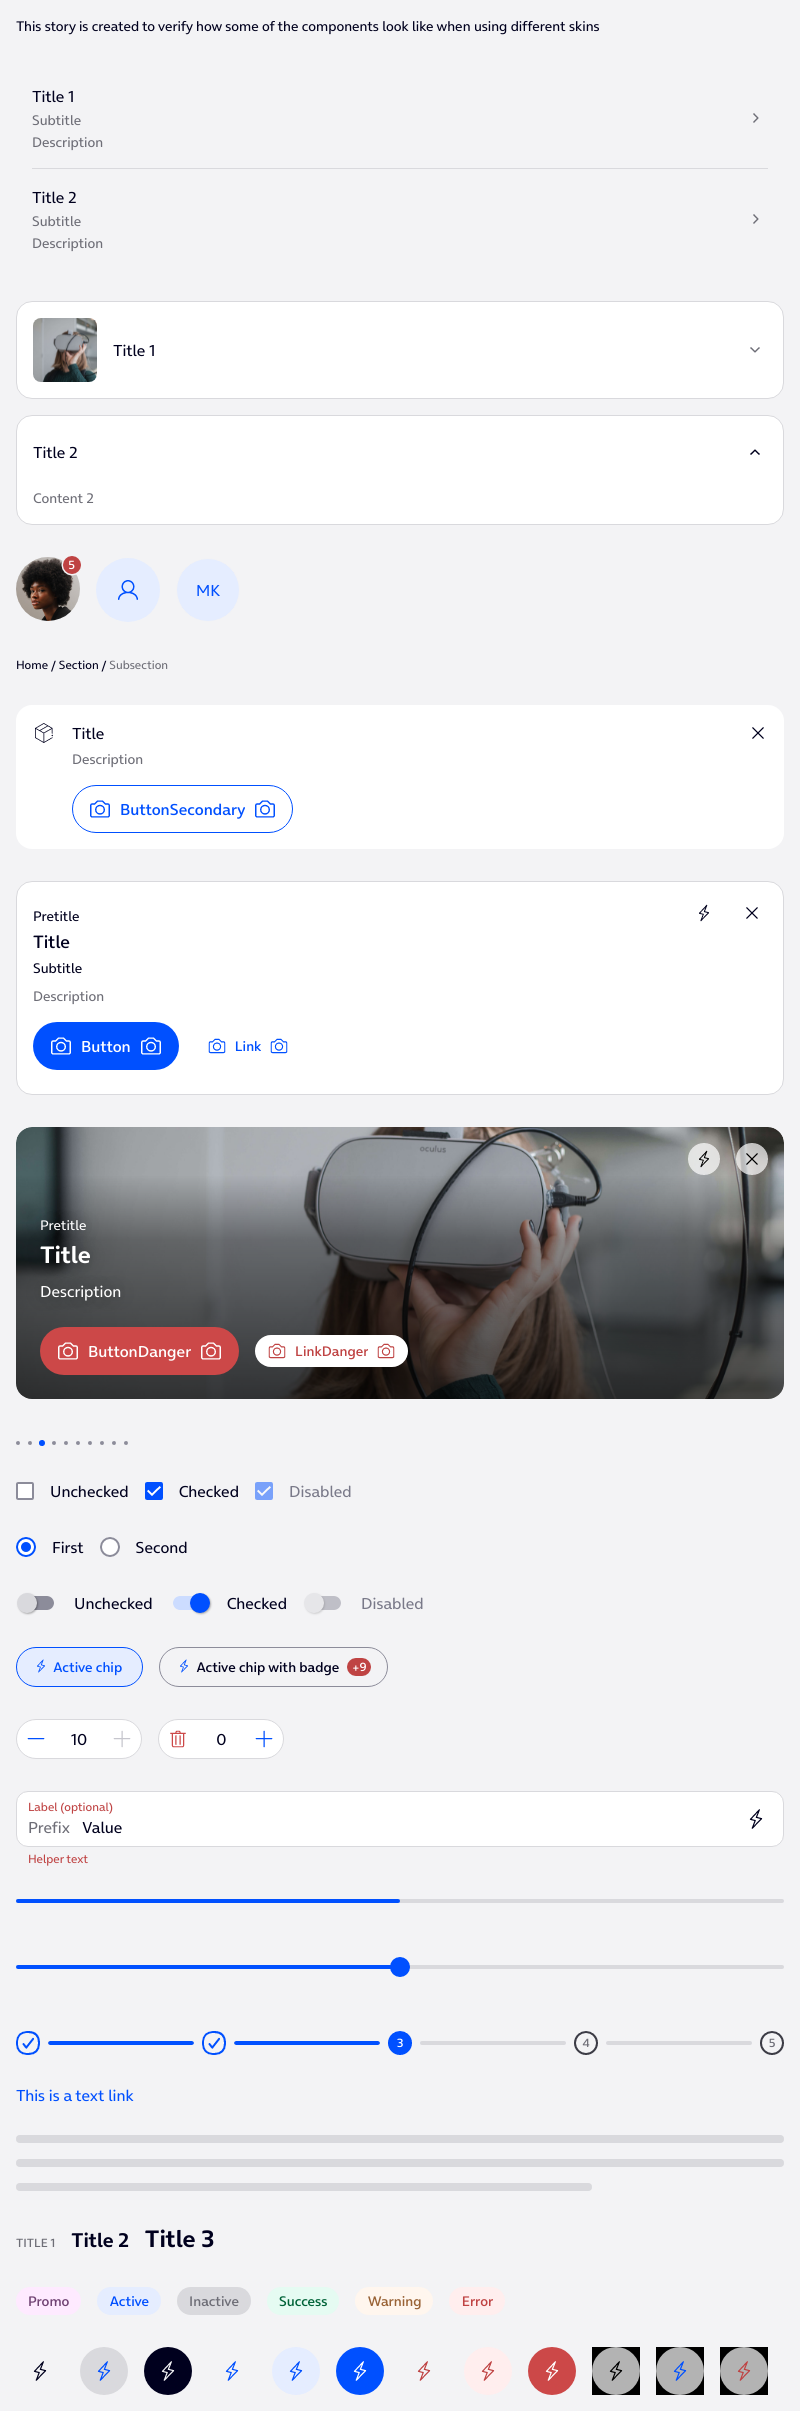 This story is created to verify how some of the components look like when using different skins
Title 1
Subtitle
Description
Title 2
Subtitle
Description
Title 1
Title 2
Content 2
5
MK
Home / Section / Subsection
Title
Description
ButtonSecondary
Pretitle
Title
Subtitle
Description
Button Link
oculus
Pretitle
Title
Description
ButtonDanger LinkDanger
Unchecked Checked Disabled
First Second
Unchecked Checked Disabled
Active chip Active chip with badge +9
10 0
Label (optional)
Prefix Value
Helper text
3 4 5
This is a text link
TITLE 1 Title 2 Title 3
Promo Active Inactive Success Warning Error